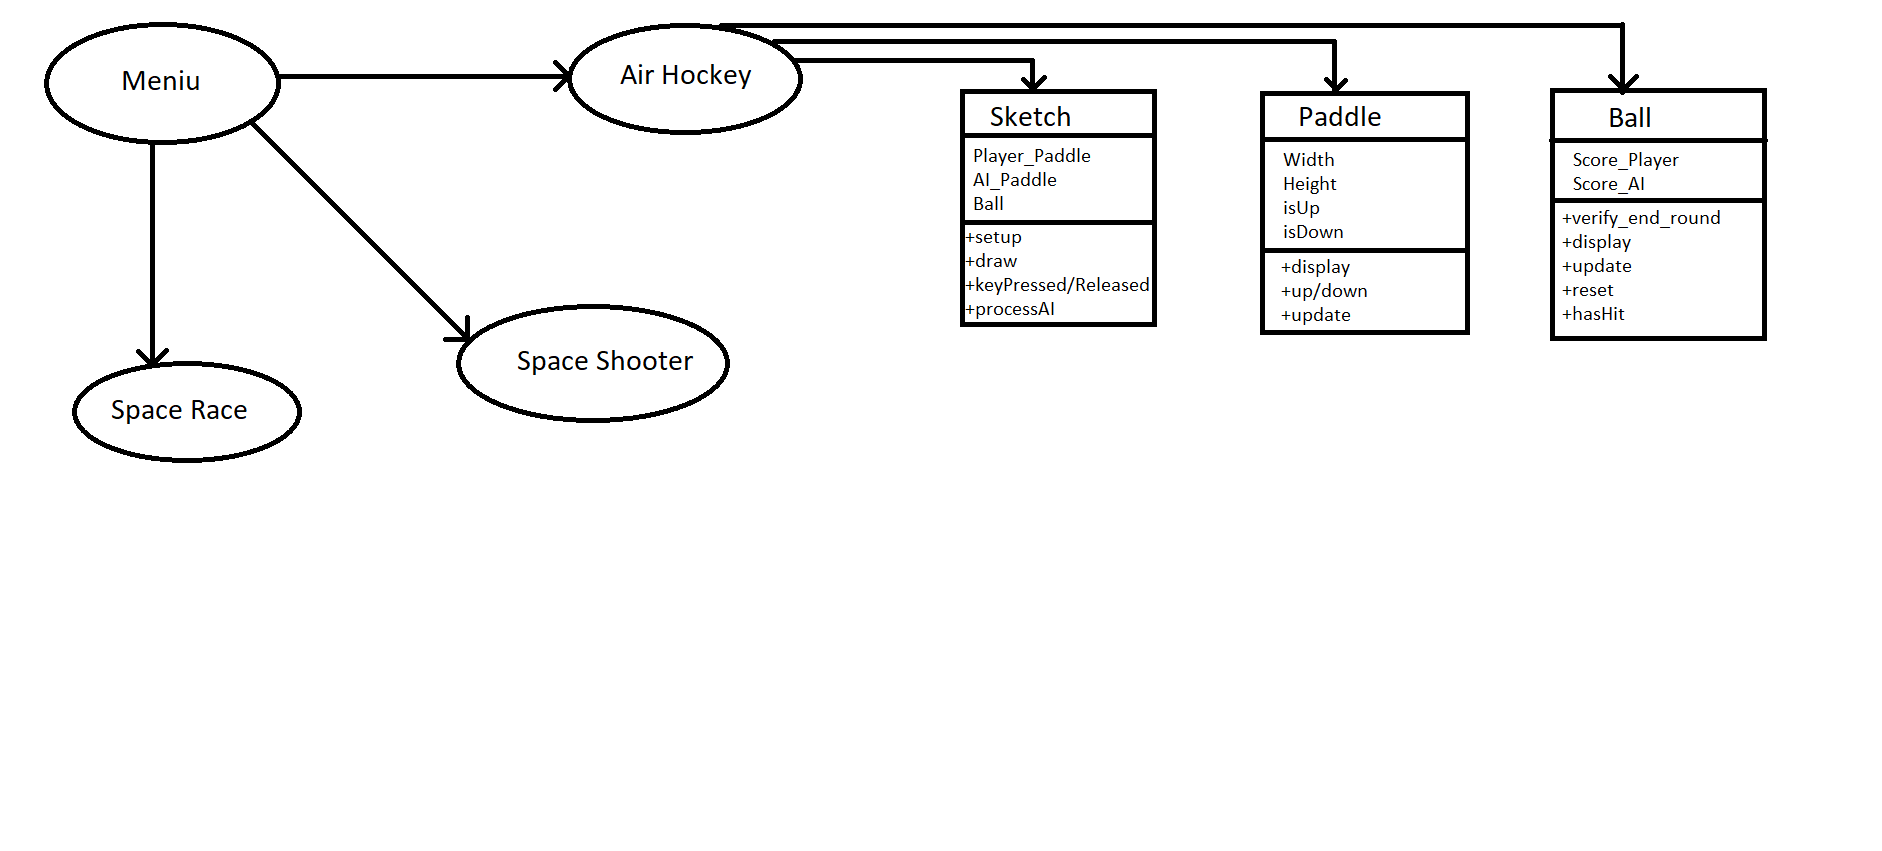 Meniu
Air Hockey
Space Race
Space Shooter
Sketch
Player_Paddle
AI_Paddle
Ball
+setup
+draw
+keyPressed/Released
+processAI
Paddle
Width
Height
isUp
isDown
+display
+up/down
+update
Ball
Score_Player
Score_AI
+verify_end_round
+display
+update
+reset
+hasHit